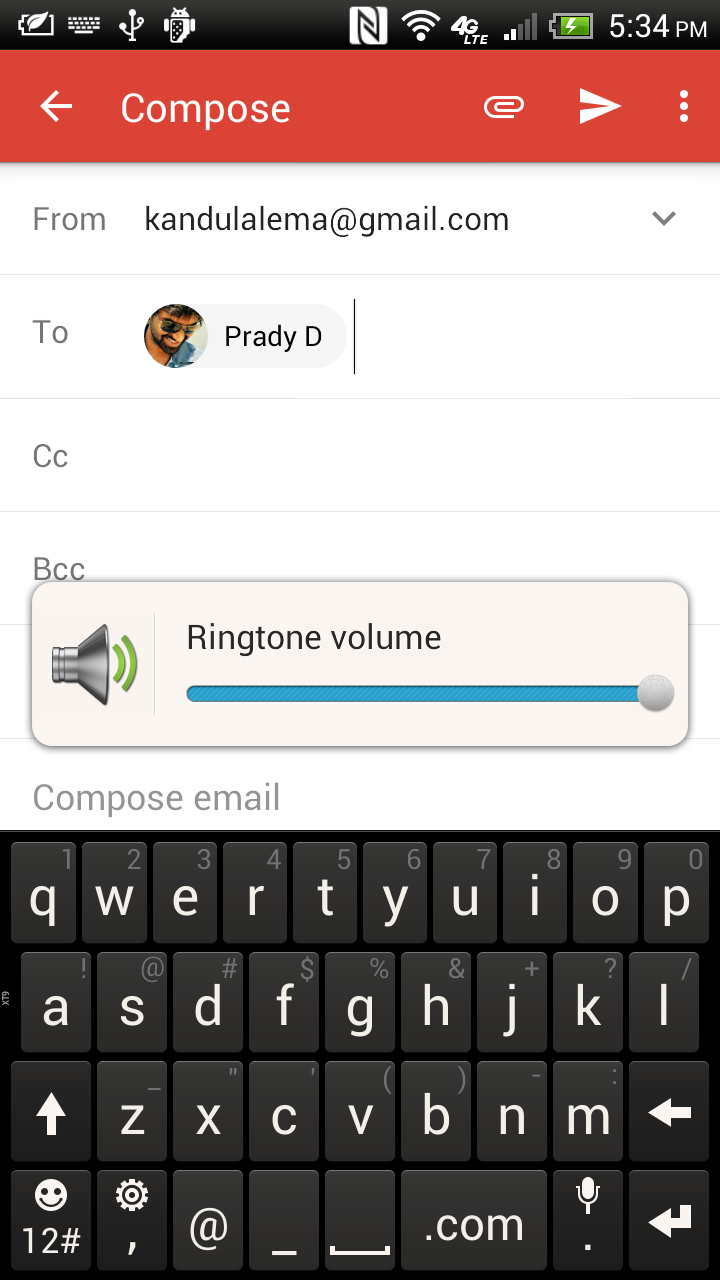 4G LTE 5:34 PM
Compose
From kandulalema@gmail.com
To Prady D
Cc
Bcc
Ringtone volume
Compose email
1 2 3 4 5 6 7 8 9 0
q w e r t y u i o p
! @ # $ % & + ? /
XT9 a s d f g h j k l
_ " ' ( ) - :
z x c v b n m
12# , @ _ .com .